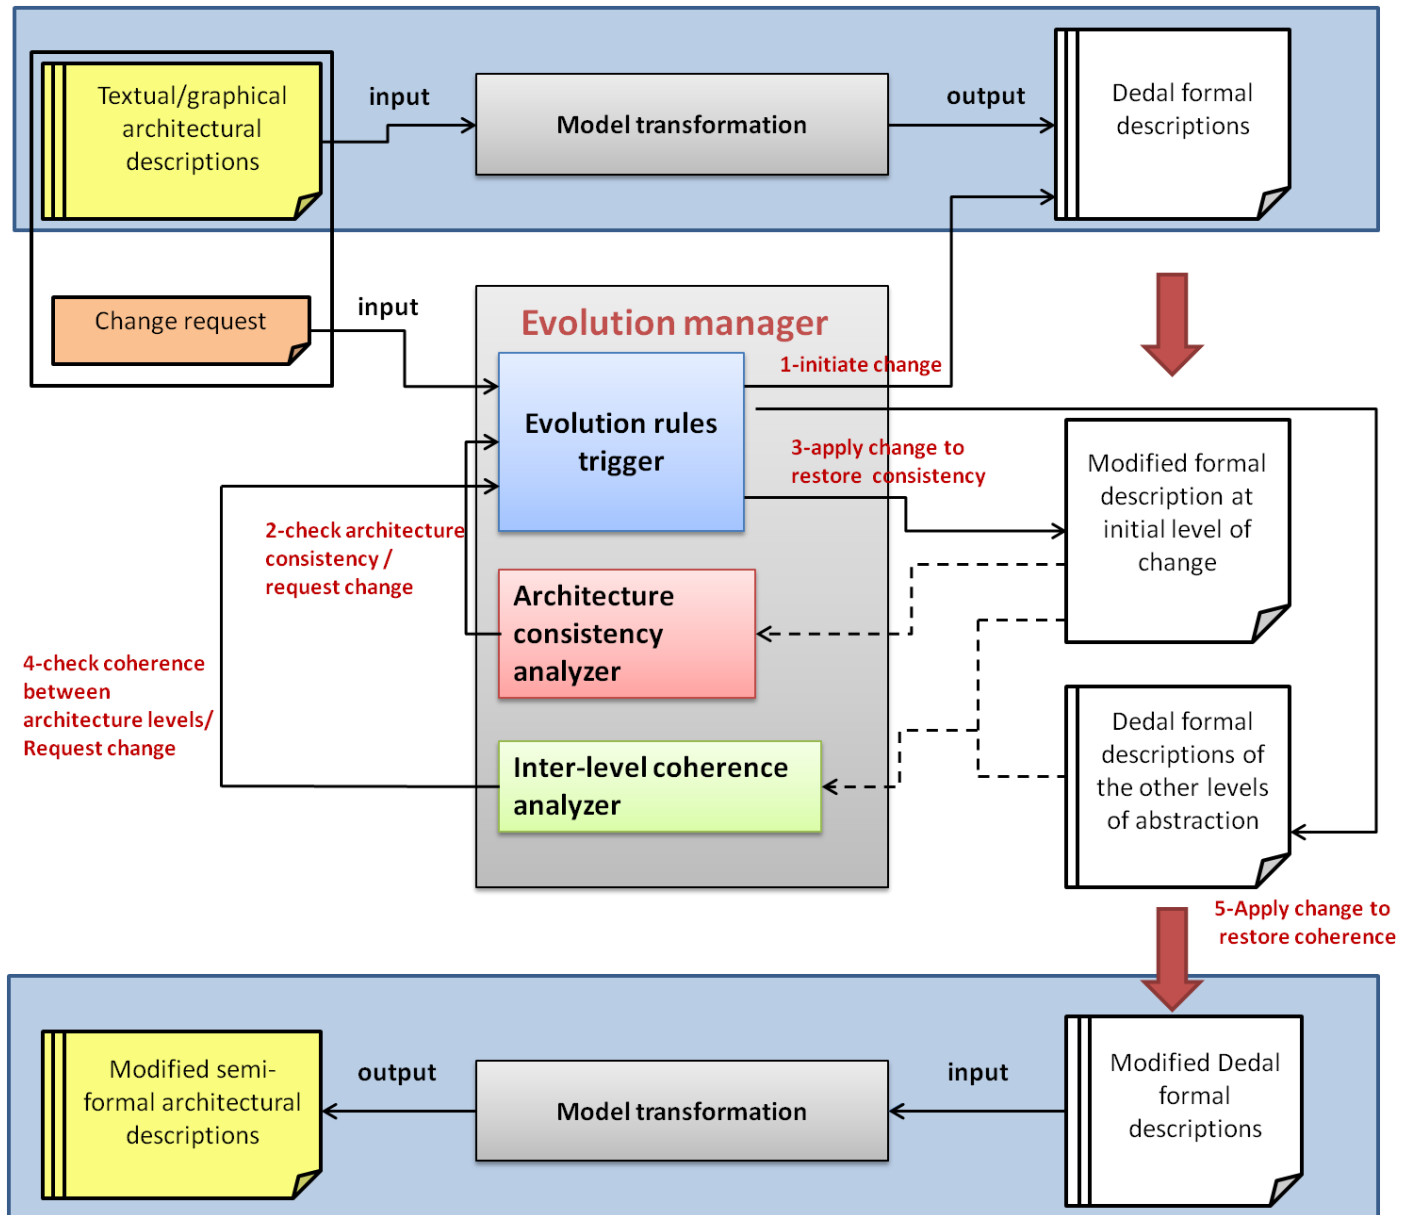 Textual/graphical
architectural
descriptions
input
Model transformation
output
Dedal formal
descriptions
Change request
input
Evolution manager
1-initiate change
Evolution rules
trigger
3-apply change to
restore  consistency
Modified formal
description at
initial level of
change
2-check architecture
consistency /
request change
Architecture
consistency
analyzer
4-check coherence
between
architecture levels/
Request change
Inter-level coherence
analyzer
Dedal formal
descriptions of
the other levels
of abstraction
5-Apply change to
restore coherence
Modified semi-
formal architectural
descriptions
output
Model transformation
input
Modified Dedal
formal
descriptions